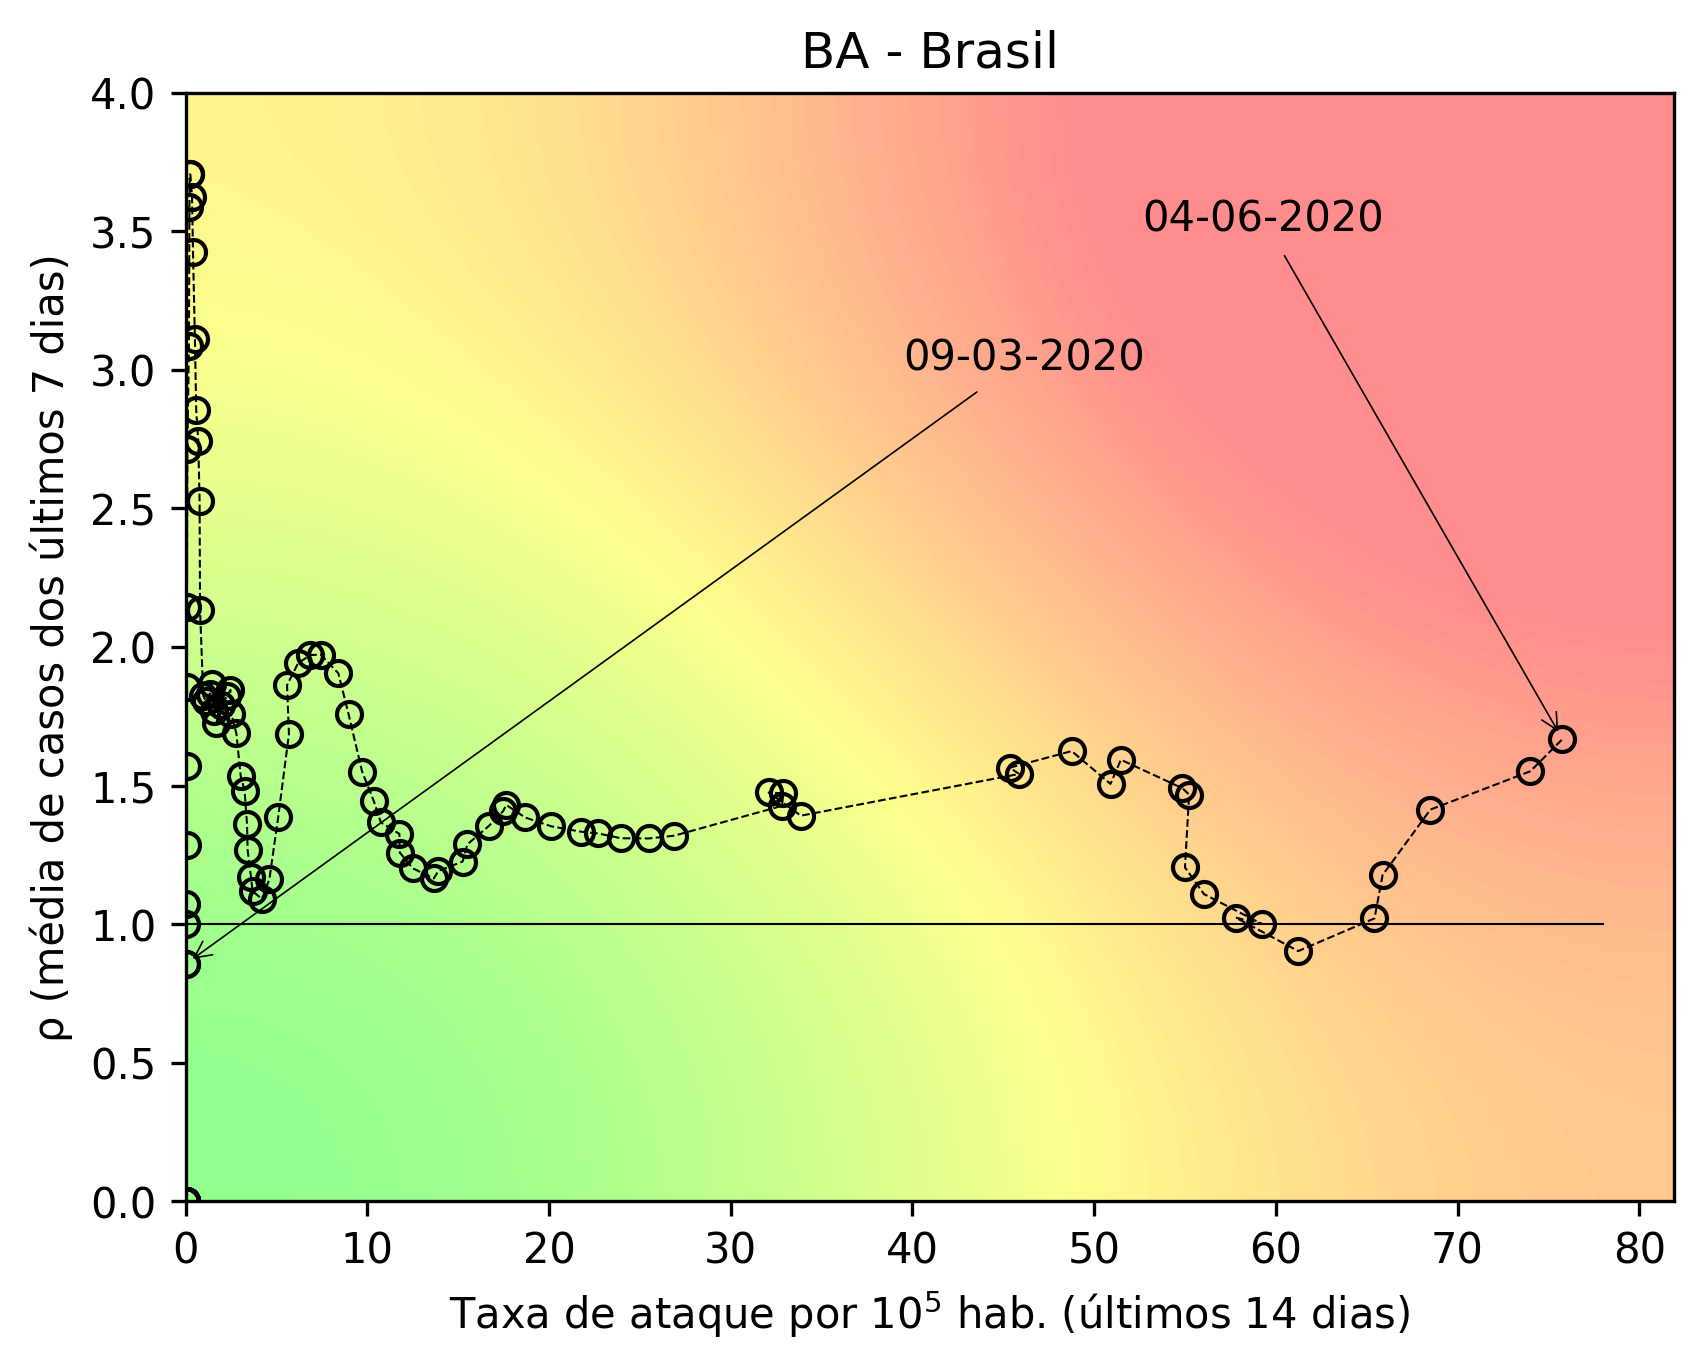 BA - Brasil
4.0
3.5
3.0
2.5
2.0
1.5
1.0
0.5
0.0
ρ (média de casos dos últimos 7 dias)
04-06-2020
09-03-2020
0 10 20 30 40 50 60 70 80
Taxa de ataque por 10⁵ hab. (últimos 14 dias)